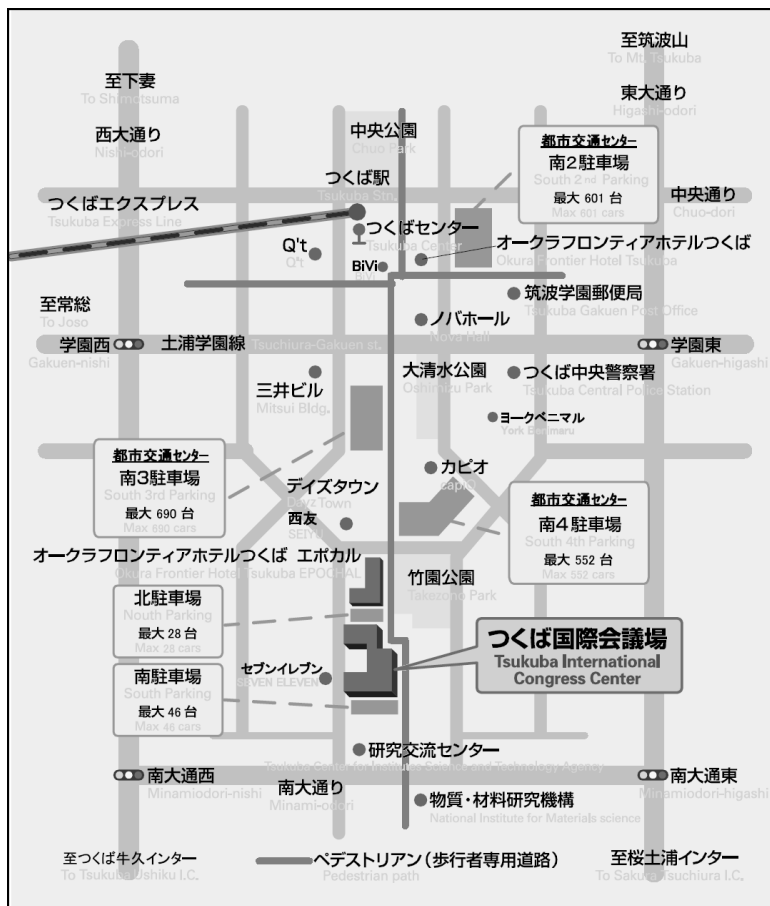 至筑波山
To Mt. Tsukuba
至下妻
To Shimotsuma
東大通り
Higashi-odori
西大通り
Nishi-odori
中央公園
Chuo Park
都市交通センター
南2駐車場
South 2nd Parking
最大 601 台
Max 601 cars
つくば駅
Tsukuba Stn.
中央通り
Chuo-dori
つくばエクスプレス
Tsukuba Express Line
つくばセンター
Tsukuba Center
Q't
Q't
BiVi
BiVi
オークラフロンティアホテルつくば
Okura Frontier Hotel Tsukuba
至常総
To Joso
筑波学園郵便局
Tsukuba Gakuen Post Office
ノバホール
Nova Hall
学園西
Gakuen-nishi
土浦学園線
Tsuchiura-Gakuen st.
学園東
Gakuen-higashi
三井ビル
Mitsui Bldg.
大清水公園
Oshimizu Park
つくば中央警察署
Tsukuba Central Police Station
ヨークベニマル
York Benimaru
都市交通センター
南3駐車場
South 3rd Parking
最大 690 台
Max 690 cars
カピオ
capIO
デイズタウン
Dayz Town
西友
SEIYU
都市交通センター
南4駐車場
South 4th Parking
最大 552 台
Max 552 cars
オークラフロンティアホテルつくば エポカル
Okura Frontier Hotel Tsukuba EPOCHAL
竹園公園
Takezono Park
北駐車場
Nouth Parking
最大 28 台
Max 28 cars
つくば国際会議場
Tsukuba International
Congress Center
セブンイレブン
SEVEN ELEVEN
南駐車場
South Parking
最大 46 台
Max 46 cars
研究交流センター
Tsukuba Center for Institutes Science and Technology Agency
南大通西
Minamiodori-nishi
南大通り
Minami-odori
南大通東
Minamiodori-higashi
物質・材料研究機構
National Institute for Materials science
至つくば牛久インター
To Tsukuba Ushiku I.C.
ペデストリアン(歩行者専用道路)
Pedestrian path
至桜土浦インター
To Sakura Tsuchiura I.C.